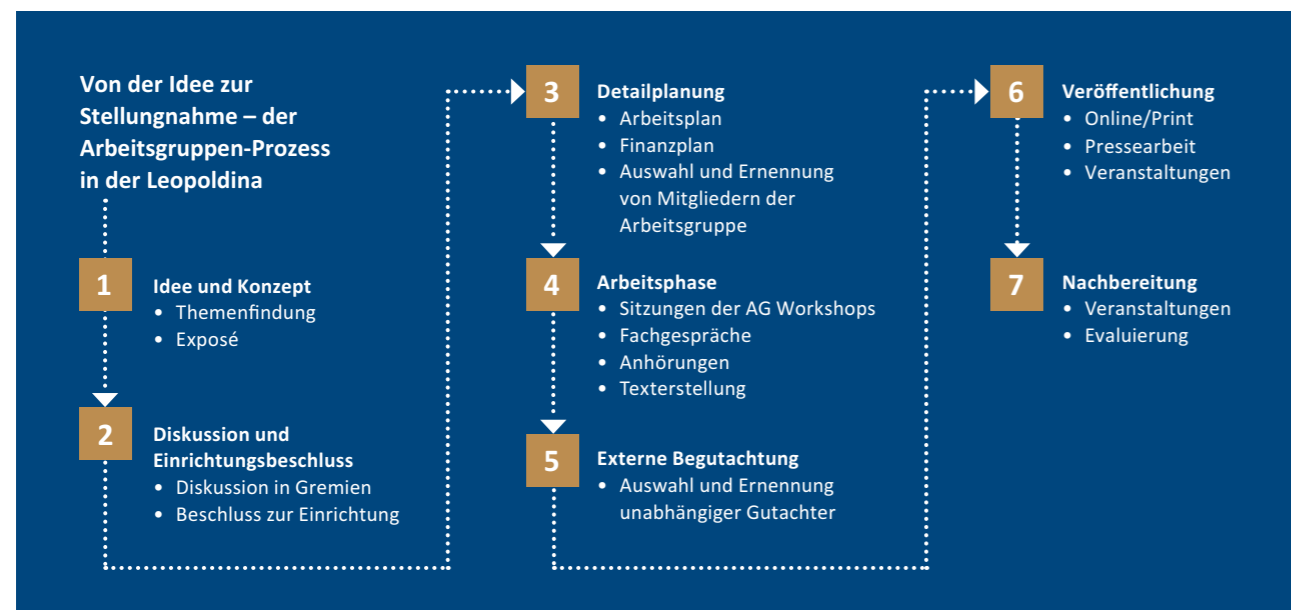 Von der Idee zur
Stellungnahme – der
Arbeitsgruppen-Prozess
in der Leopoldina
1
Idee und Konzept
• Themenfindung
• Exposé
2
Diskussion und
Einrichtungsbeschluss
• Diskussion in Gremien
• Beschluss zur Einrichtung
3
Detailplanung
• Arbeitsplan
• Finanzplan
• Auswahl und Ernennung
von Mitgliedern der
Arbeitsgruppe
4
Arbeitsphase
• Sitzungen der AG Workshops
• Fachgespräche
• Anhörungen
• Texterstellung
5
Externe Begutachtung
• Auswahl und Ernennung
unabhängiger Gutachter
6
Veröffentlichung
• Online/Print
• Pressearbeit
• Veranstaltungen
7
Nachbereitung
• Veranstaltungen
• Evaluierung